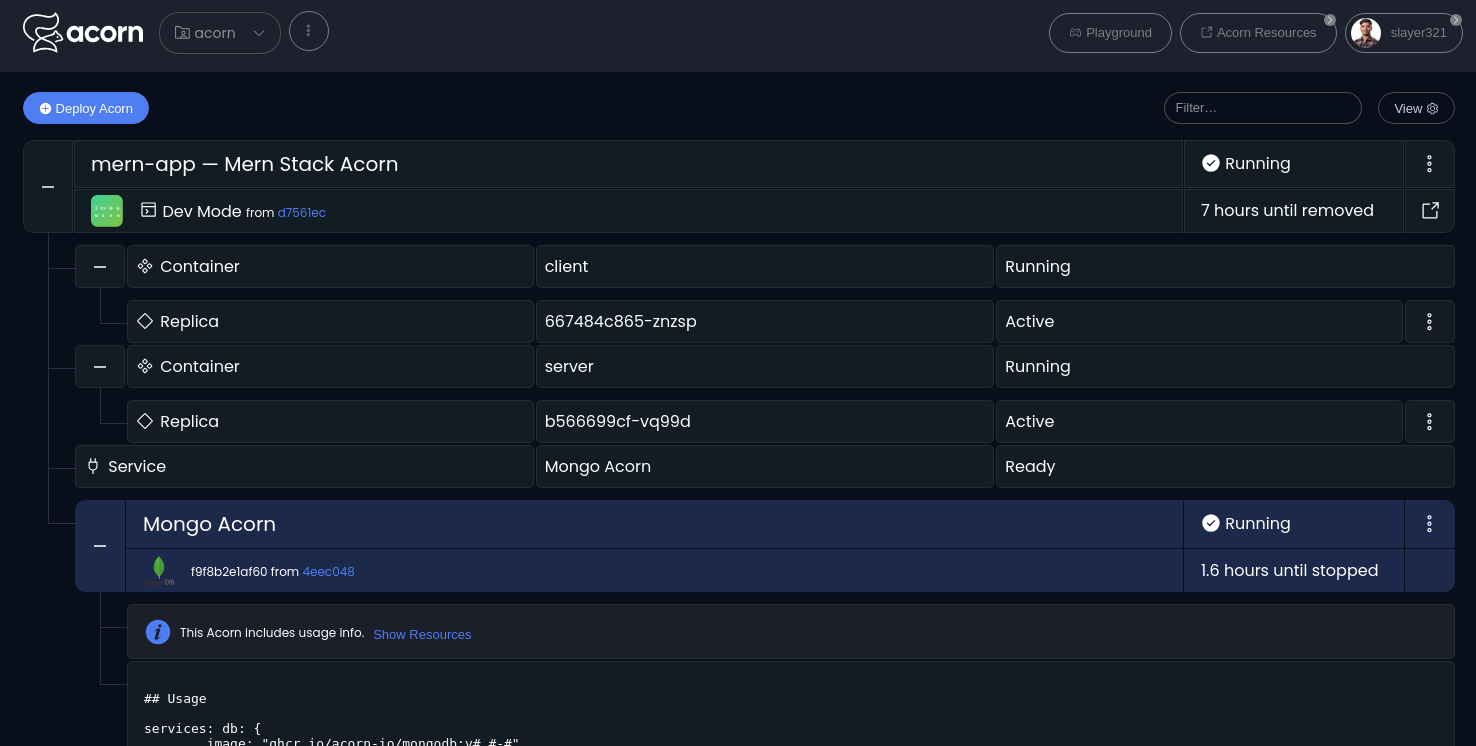 acorn acorn Playground Acorn Resources slayer321
Deploy Acorn Filter... View
mern-app — Mern Stack Acorn Running
Dev Mode from d7561ec 7 hours until removed
Container client Running
Replica 667484c865-znzsp Active
Container server Running
Replica b566699cf-vq99d Active
Service Mongo Acorn Ready
Mongo Acorn Running
f9f8b2e1af60 from 4eec048 1.6 hours until stopped
This Acorn includes usage info. Show Resources
## Usage
services: db: {
image: "ghcr.io/acorn-io/mongodb:v#.#-#"